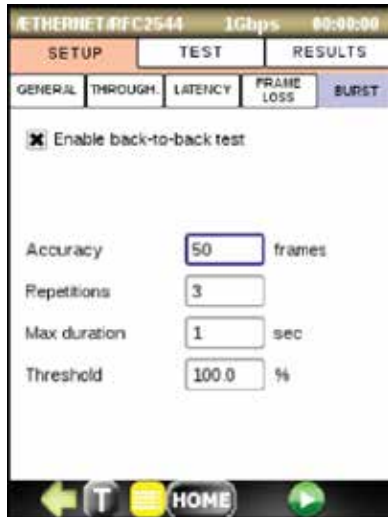 ÆTHERNET/RFC2544 1Gbps 00:00:00
SETUP TEST RESULTS
GENERAL THROUGH. LATENCY FRAME LOSS BURST
Enable back-to-back test
Accuracy 50 frames
Repetitions 3
Max duration 1 sec
Threshold 100.0 %
T HOME